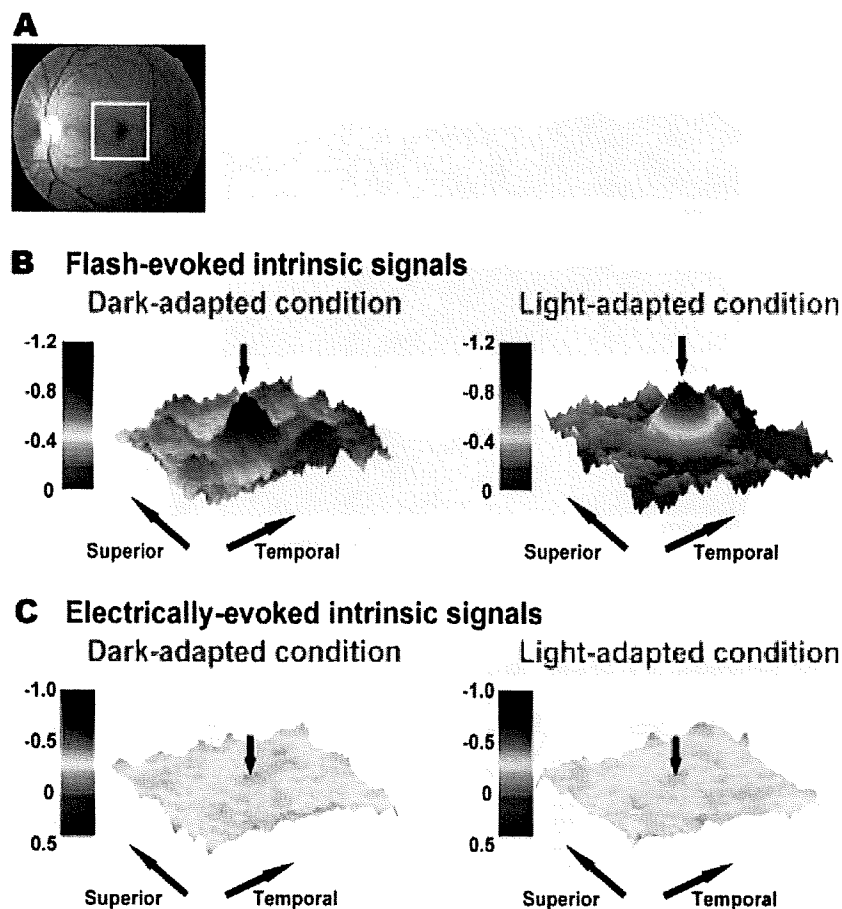 A
B Flash-evoked intrinsic signals
Dark-adapted condition
Light-adapted condition
-1.2
-0.8
-0.4
0
Superior
Temporal
-1.2
-0.8
-0.4
0
Superior
Temporal
C Electrically-evoked intrinsic signals
Dark-adapted condition
Light-adapted condition
-1.0
-0.5
0
0.5
Superior
Temporal
-1.0
-0.5
0
0.5
Superior
Temporal